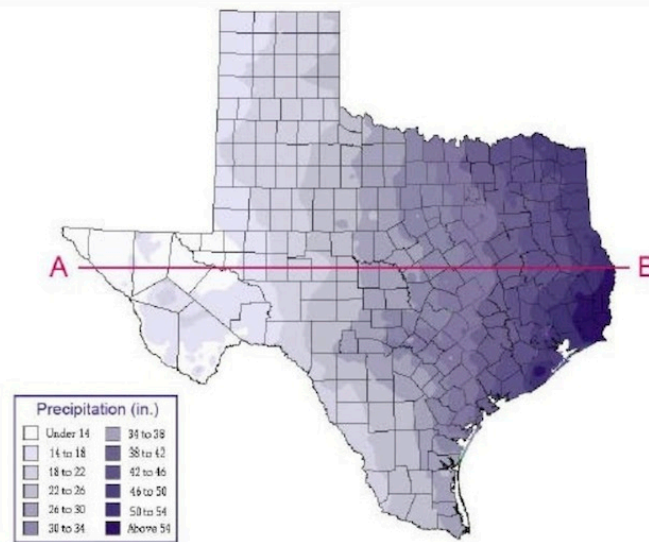 A
B
Precipitation (in.)
Under 14
14 to 18
18 to 22
22 to 26
26 to 30
30 to 34
34 to 38
38 to 42
42 to 46
46 to 50
50 to 54
Above 54